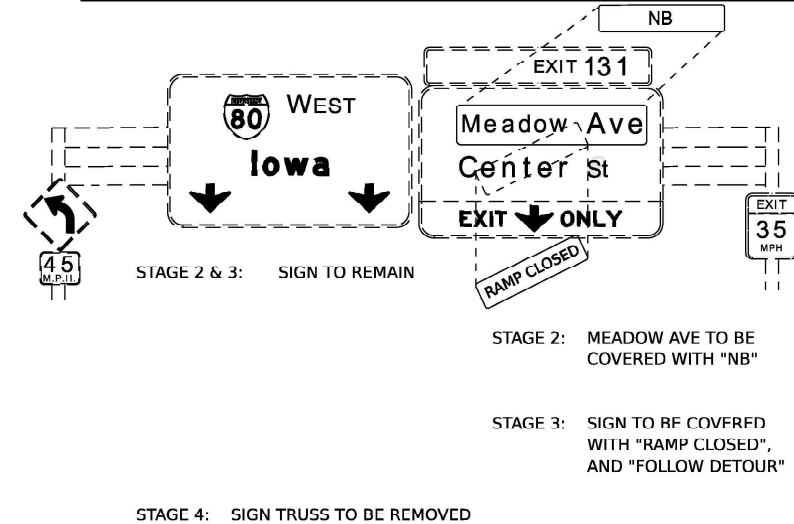 NB
EXIT 131
80
WEST
Iowa
Meadow Ave
Center St
EXIT ONLY
45
M.P.H.
EXIT
35
MPH
RAMP CLOSED
STAGE 2 & 3: SIGN TO REMAIN
STAGE 2: MEADOW AVE TO BE
COVERED WITH "NB"
STAGE 3: SIGN TO BE COVERED
WITH "RAMP CLOSED",
AND "FOLLOW DETOUR"
STAGE 4: SIGN TRUSS TO BE REMOVED